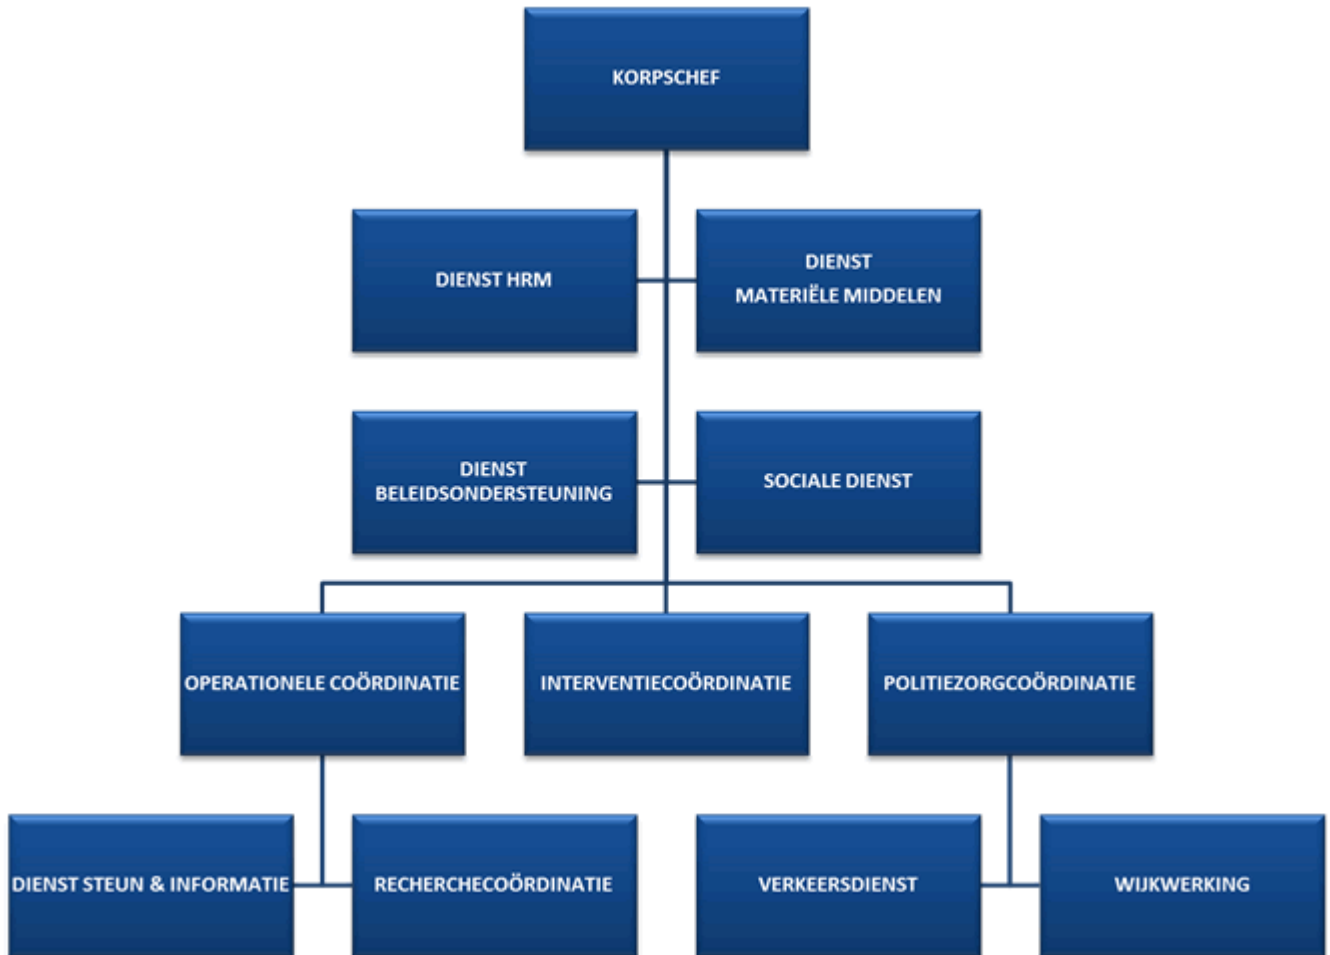 KORPSCHEF
DIENST HRM
DIENST
MATERIËLE MIDDELEN
DIENST
BELEIDSONDERSTEUNING
SOCIALE DIENST
OPERATIONELE COÖRDINATIE
INTERVENTIECOÖRDINATIE
POLITIEZORGCOÖRDINATIE
DIENST STEUN & INFORMATIE
RECHERCHECOÖRDINATIE
VERKEERSDIENST
WIJKWERKING